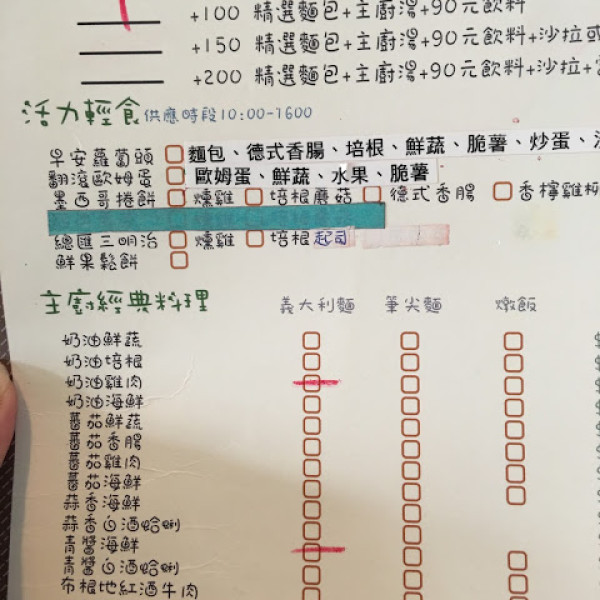 +100 精選麵包+主廚湯+90元飲料
+150 精選麵包+主廚湯+90元飲料+沙拉或
+200 精選麵包+主廚湯+90元飲料+沙拉+
活力輕食 供應時段10:00-1600
早安蘿蔔頭 麵包、德式香腸、培根、鮮蔬、脆薯、炒蛋、
翻滾歐姆蛋 歐姆蛋、鮮蔬、水果、脆薯
墨西哥捲餅 燻雞 培根蘑菇 德式香腸 香檸雞柳
總匯三明治 燻雞 培根起司
鮮果鬆餅
主廚經典料理 義大利麵 筆尖麵 燉飯
奶油鮮蔬
奶油培根
奶油雞肉
奶油海鮮
蕃茄鮮蔬
蕃茄香腸
蕃茄雞肉
蕃茄海鮮
蒜香海鮮
蒜香白酒蛤蜊
青醬海鮮
青醬白酒蛤蜊
布根地紅酒牛肉